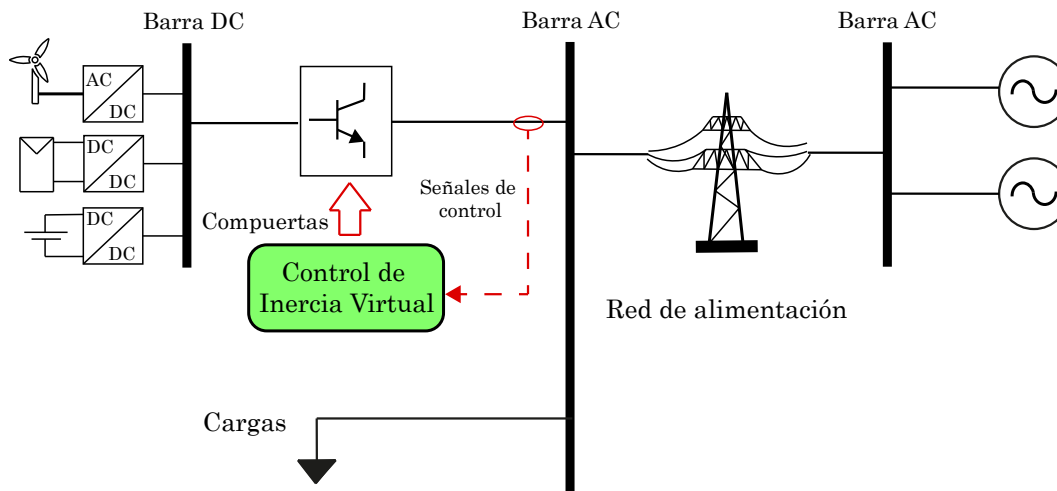 Barra DC
Barra AC
Barra AC
AC
DC
DC
DC
DC
DC
Señales de
control
Compuertas
Control de
Inercia Virtual
Red de alimentación
Cargas